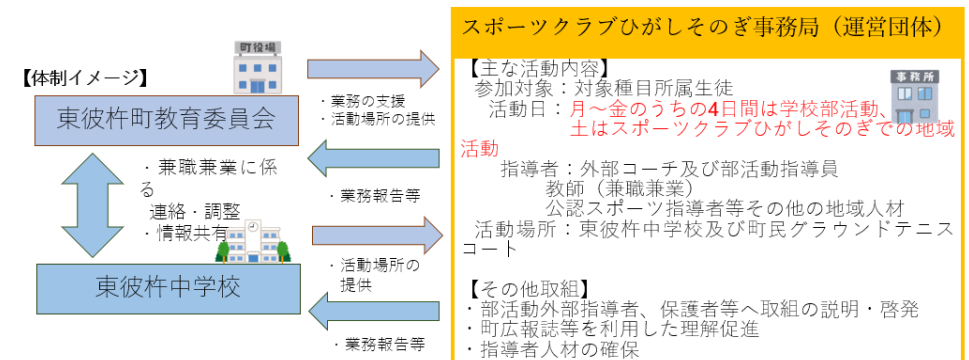 【体制イメージ】
町役場
東彼杵町教育委員会
・兼職兼業に係
る
連絡・調整
・情報共有
東彼杵中学校
・業務の支援
・活動場所の提供
・業務報告等
・活動場所の
提供
・業務報告等
スポーツクラブひがしそのぎ事務局（運営団体）
事務所
【主な活動内容】
参加対象：対象種目所属生徒
活動日：月～金のうちの4日間は学校部活動、
土はスポーツクラブひがしそのぎでの地域
活動
指導者：外部コーチ及び部活動指導員
教師（兼職兼業）
公認スポーツ指導者等その他の地域人材
活動場所：東彼杵中学校及び町民グラウンドテニス
コート
【その他取組】
・部活動外部指導者、保護者等へ取組の説明・啓発
・町広報誌等を利用した理解促進
・指導者人材の確保